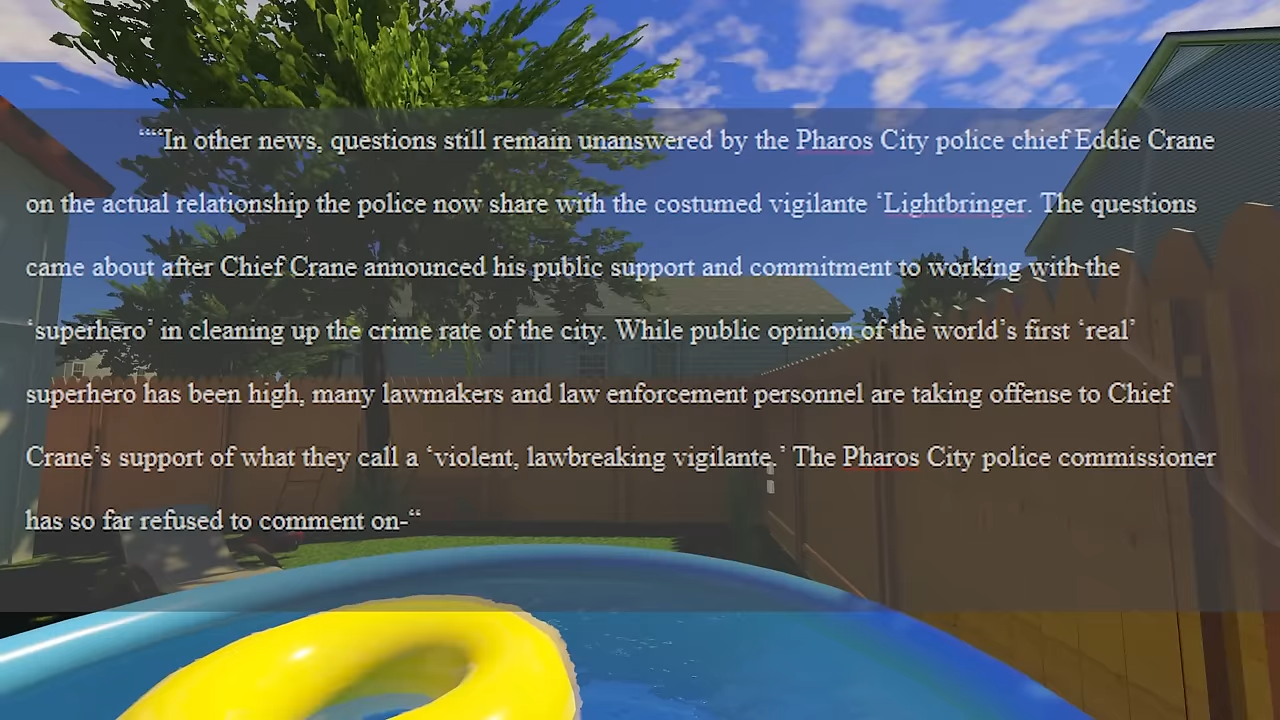 ““‘In other news, questions still remain unanswered by the Pharos City police chief Eddie Crane
on the actual relationship the police now share with the costumed vigilante ‘Lightbringer. The questions
came about after Chief Crane announced his public support and commitment to working with the
‘superhero’ in cleaning up the crime rate of the city. While public opinion of the world’s first ‘real’
superhero has been high, many lawmakers and law enforcement personnel are taking offense to Chief
Crane’s support of what they call a ‘violent, lawbreaking vigilante.’ The Pharos City police commissioner
has so far refused to comment on-“